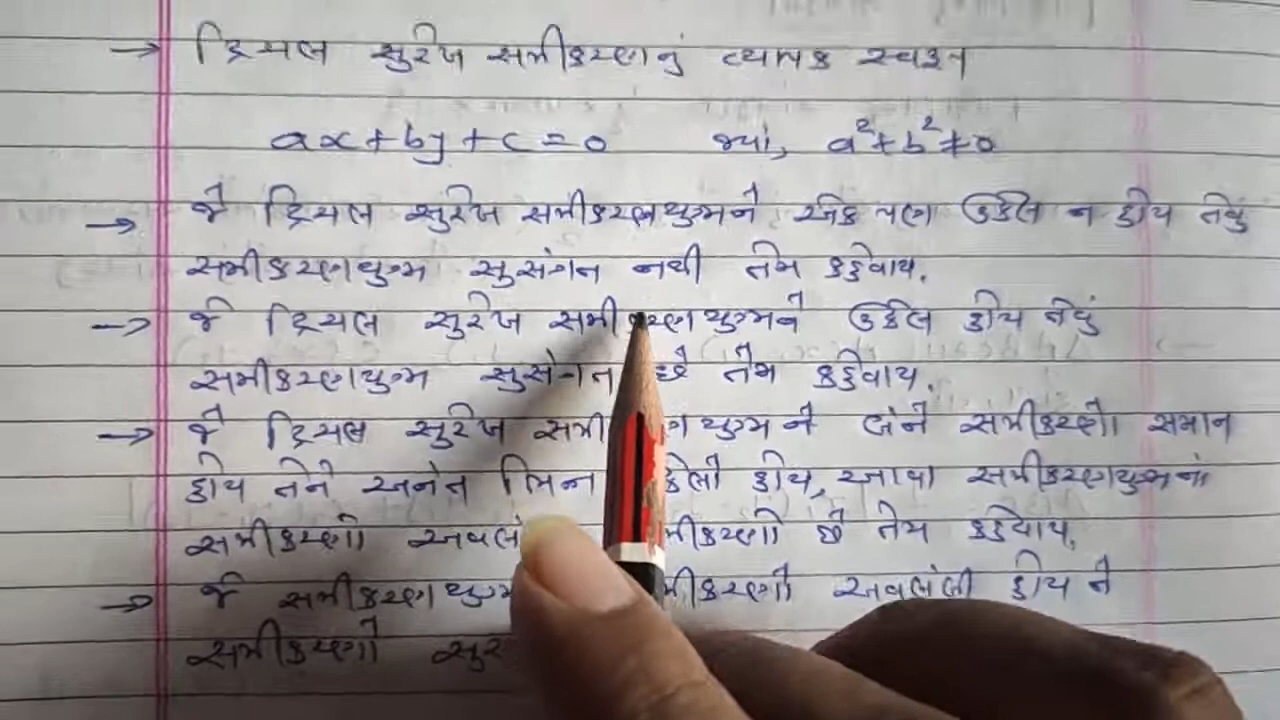 → દ્વિચલ સુરેખ સમીકરણનું વ્યાપક સ્વરૂપ
ax+by+c=0 જ્યાં, a²+b²≠0
→ જે દ્વિચલ સુરેખ સમીકરણયુગ્મને એક પણ ઉકેલ ન હોય તેવું
સમીકરણયુગ્મ સુસંગત નથી તેમ કહેવાય.
→ જે દ્વિચલ સુરેખ સમીકરણયુગ્મને ઉકેલ હોય તેવું
સમીકરણયુગ્મ સુસંગત છે તેમ કહેવાય.
→ જે દ્વિચલ સુરેખ સમી ણયુગ્મને બંને સમીકરણો સમાન
હોય તેને અનંત ભિન્ન કેલો હોય, આવા સમીકરણયુગ્મનાં
સમીકરણો અવલં મીકરણો છે તેમ કહેવાય.
→ જે સમીકરણયુગ્મ મીકરણો અવલંબી હોય તે
સમીકરણો સુસ